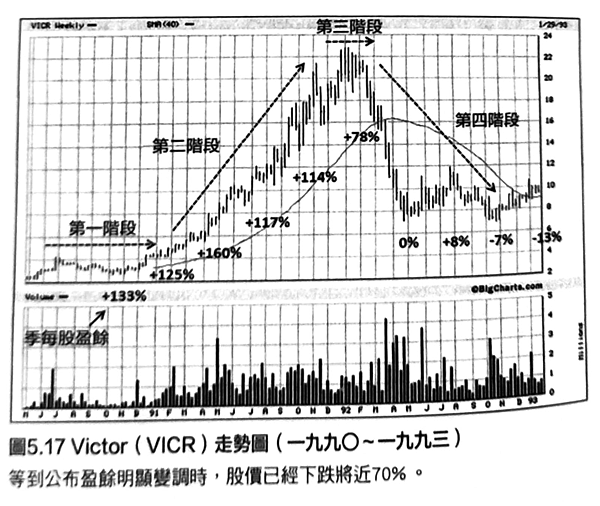 VICR Weekly — SMA(40) — 1/29/93
第三階段
24
22
20
18
16
14
12
10
8
6
4
2
第二階段
第四階段
第一階段
+78%
+114%
+117%
+160%
+125%
+133%
0%
+8%
-7%
-13%
©BigCharts.com
Volume —
季每股盈餘
5
4
3
2
1
0
M J J A S O N D 91 F M A M J J A S O N D 92 F M A M J J A S O N D 93
圖5.17 Victor（VICR）走勢圖（一九九〇～一九九三）
等到公布盈餘明顯變調時，股價已經下跌將近70%。